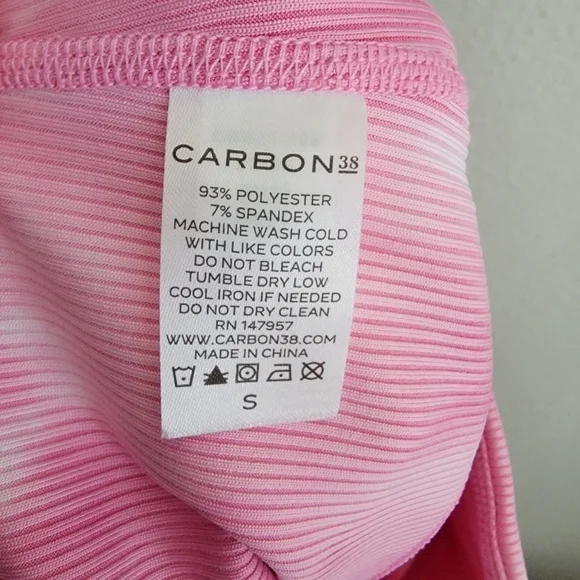 CARBON38
93% POLYESTER
7% SPANDEX
MACHINE WASH COLD
WITH LIKE COLORS
DO NOT BLEACH
TUMBLE DRY LOW
COOL IRON IF NEEDED
DO NOT DRY CLEAN
RN 147957
WWW.CARBON38.COM
MADE IN CHINA
S